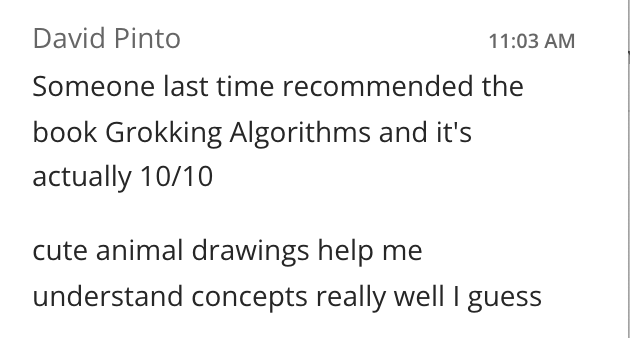 David Pinto
11:03 AM
Someone last time recommended the
book Grokking Algorithms and it's
actually 10/10
cute animal drawings help me
understand concepts really well I guess